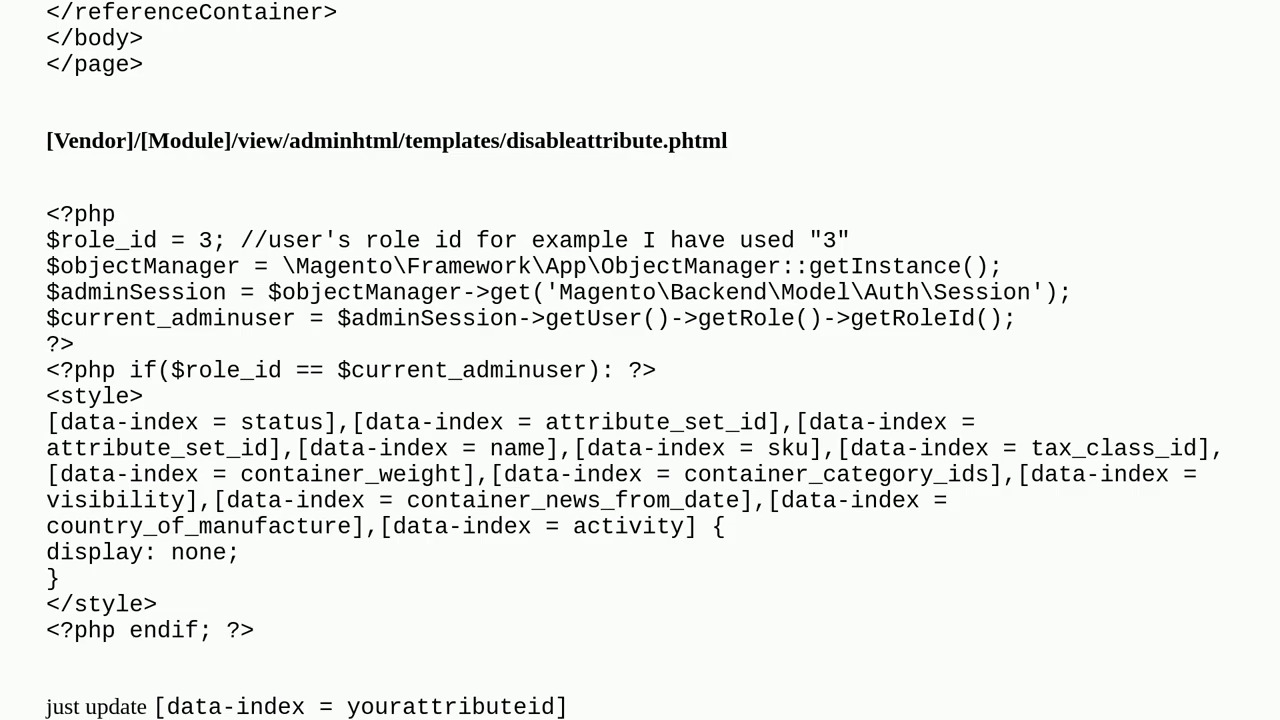 </referenceContainer>
</body>
</page>
[Vendor]/[Module]/view/adminhtml/templates/disableattribute.phtml
<?php
$role_id = 3; //user's role id for example I have used "3"
$objectManager = \Magento\Framework\App\ObjectManager::getInstance();
$adminSession = $objectManager->get('Magento\Backend\Model\Auth\Session');
$current_adminuser = $adminSession->getUser()->getRole()->getRoleId();
?>
<?php if($role_id == $current_adminuser): ?>
<style>
[data-index = status],[data-index = attribute_set_id],[data-index =
attribute_set_id],[data-index = name],[data-index = sku],[data-index = tax_class_id],
[data-index = container_weight],[data-index = container_category_ids],[data-index =
visibility],[data-index = container_news_from_date],[data-index =
country_of_manufacture],[data-index = activity] {
display: none;
}
</style>
<?php endif; ?>
just update [data-index = yourattributeid]